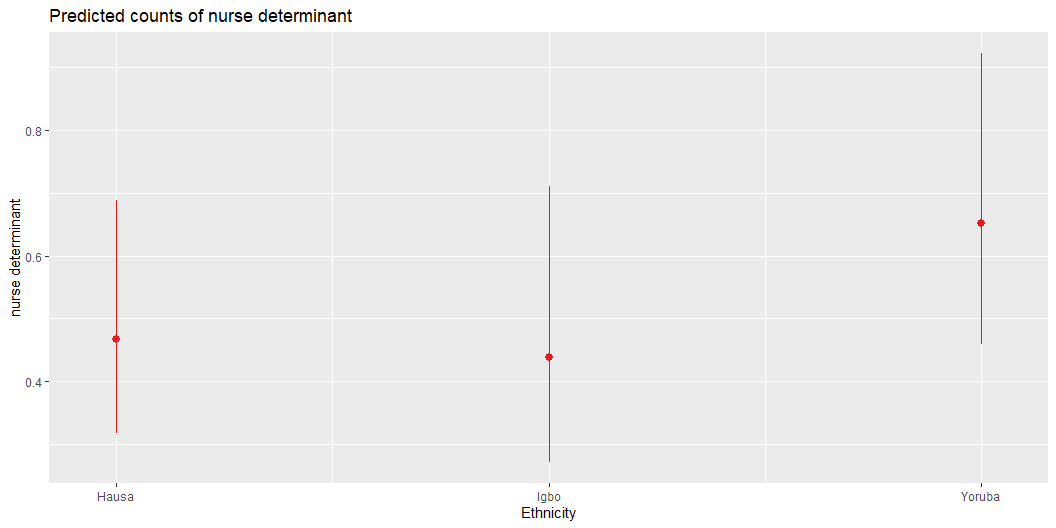 Predicted counts of nurse determinant
nurse determinant
0.8
0.6
0.4
Hausa
Igbo
Yoruba
Ethnicity